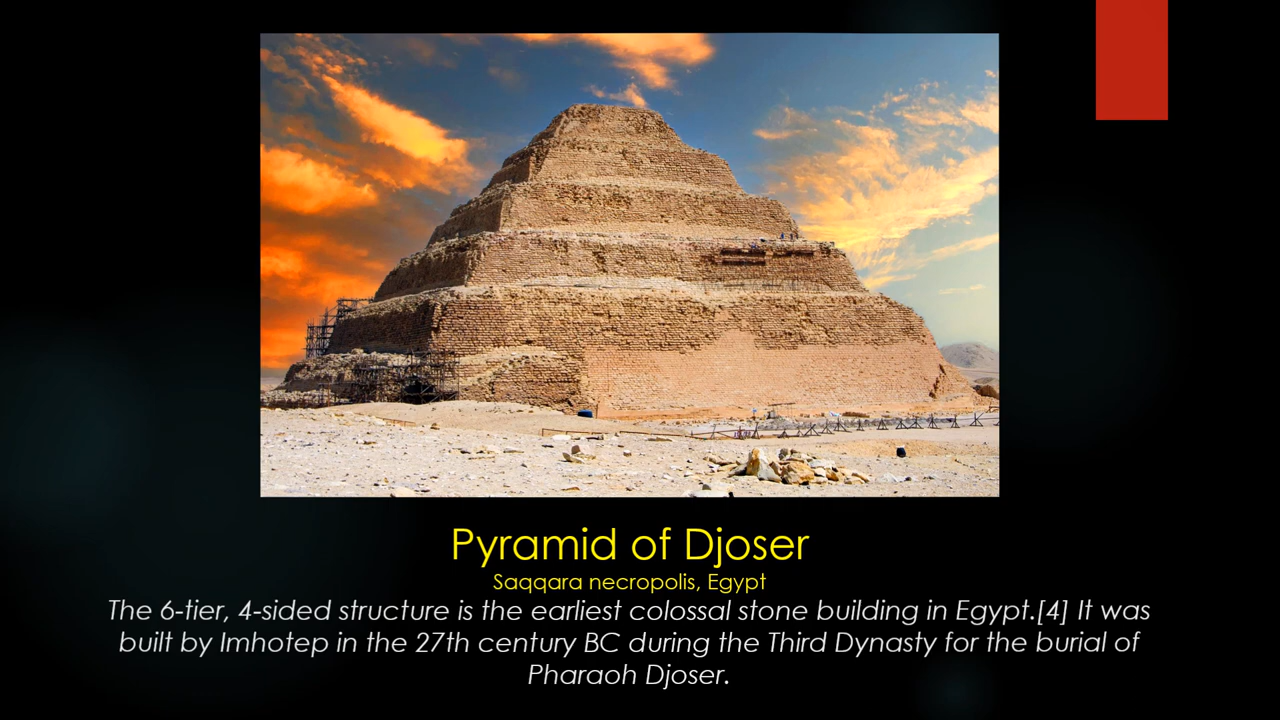 Pyramid of Djoser
Saqqara necropolis, Egypt
The 6-tier, 4-sided structure is the earliest colossal stone building in Egypt.[4] It was
built by Imhotep in the 27th century BC during the Third Dynasty for the burial of
Pharaoh Djoser.